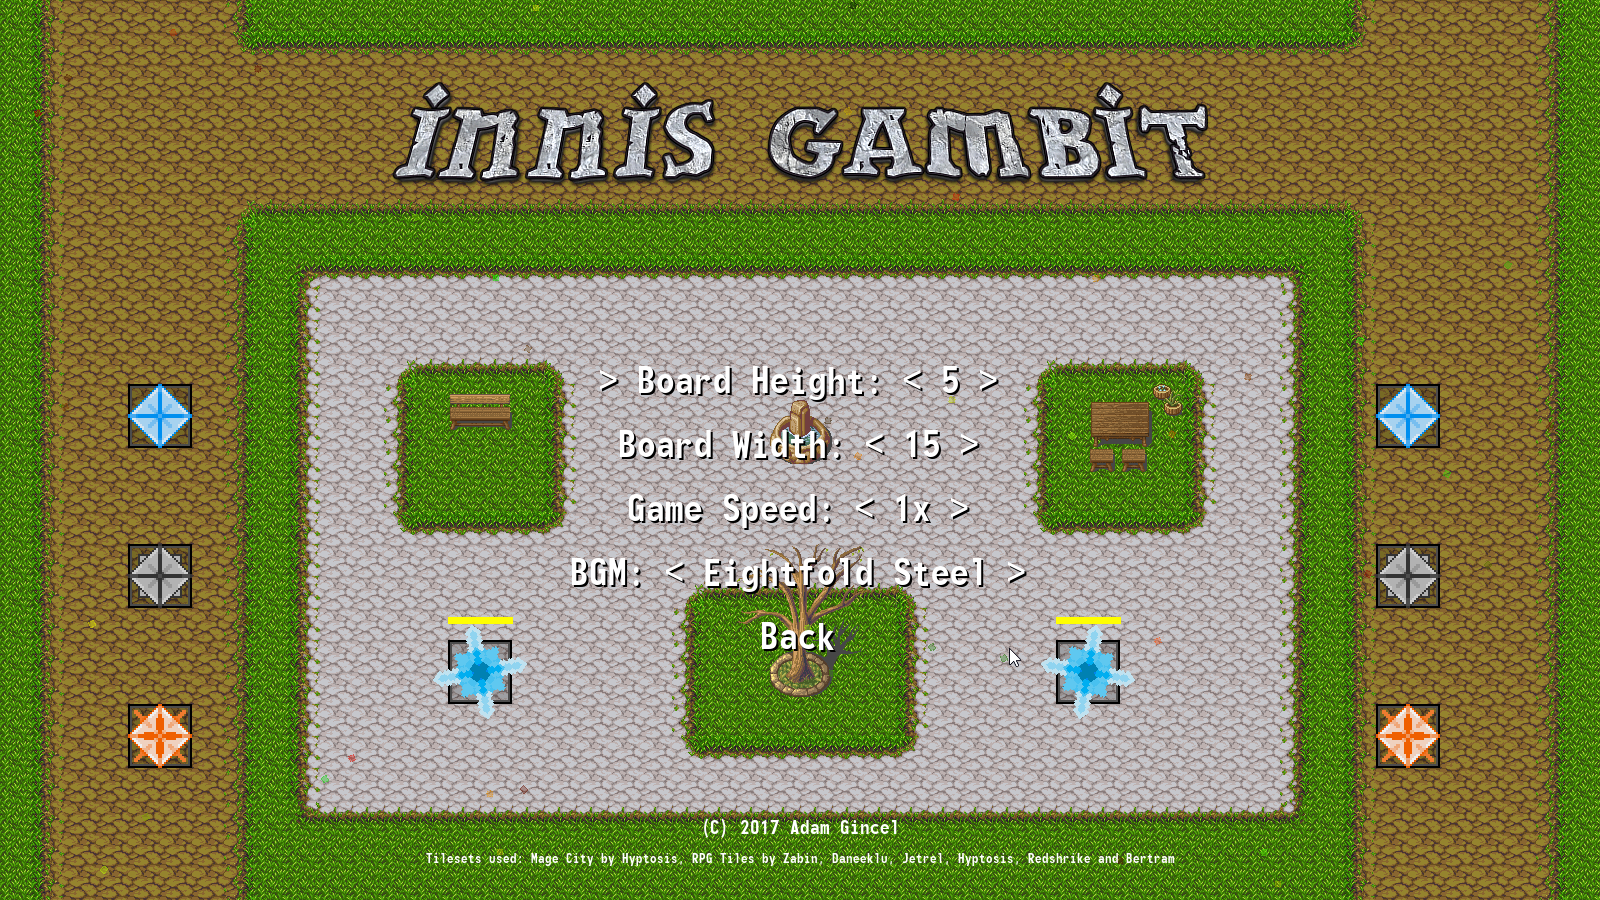 innis GAMBiT
> Board Height: < 5 >
Board Width: < 15 >
Game Speed: < 1x >
BGM: < Eightfold Steel >
Back
(C) 2017 Adam Gincel
Tilesets used: Mage City by Hyptosis, RPG Tiles by Zabin, Daneeklu, Jetrel, Hyptosis, Redshrike and Bertram